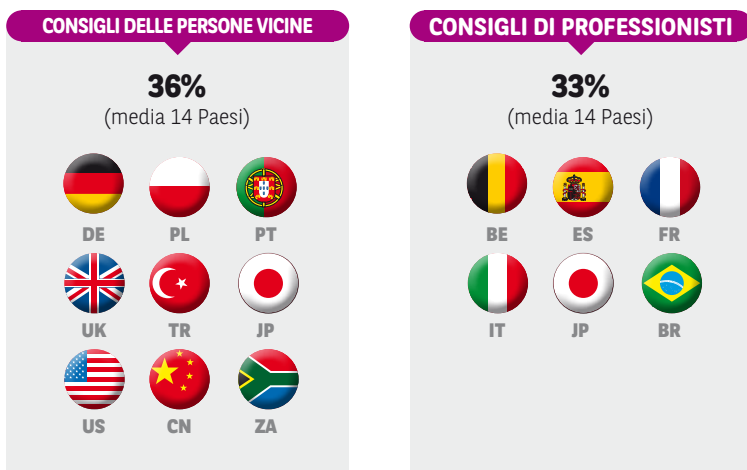 CONSIGLI DELLE PERSONE VICINE
36%
(media 14 Paesi)
DE PL PT
UK TR JP
US CN ZA
CONSIGLI DI PROFESSIONISTI
33%
(media 14 Paesi)
BE ES FR
IT JP BR